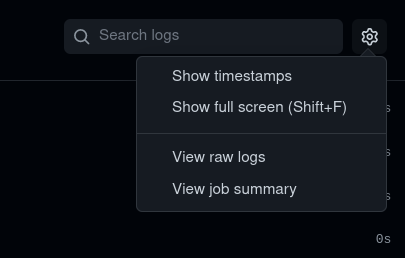 Search logs
Show timestamps
s
Show full screen (Shift+F)
s
View raw logs
View job summary
s
0s